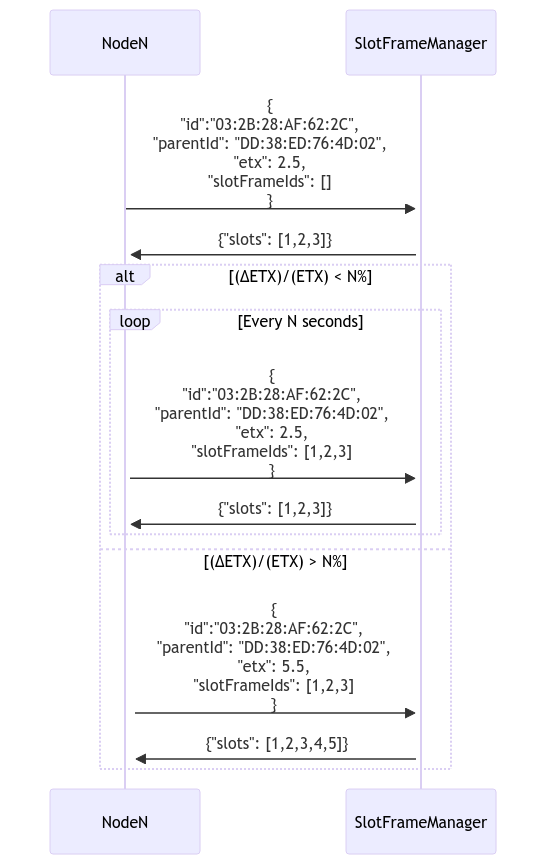 NodeN
SlotFrameManager
{
"id":"03:2B:28:AF:62:2C",
"parentId": "DD:38:ED:76:4D:02",
"etx": 2.5,
"slotFrameIds": []
}
{"slots": [1,2,3]}
alt
[(ΔETX)/(ETX) < N%]
loop
[Every N seconds]
{
"id":"03:2B:28:AF:62:2C",
"parentId": "DD:38:ED:76:4D:02",
"etx": 2.5,
"slotFrameIds": [1,2,3]
}
{"slots": [1,2,3]}
[(ΔETX)/(ETX) > N%]
{
"id":"03:2B:28:AF:62:2C",
"parentId": "DD:38:ED:76:4D:02",
"etx": 5.5,
"slotFrameIds": [1,2,3]
}
{"slots": [1,2,3,4,5]}
NodeN
SlotFrameManager